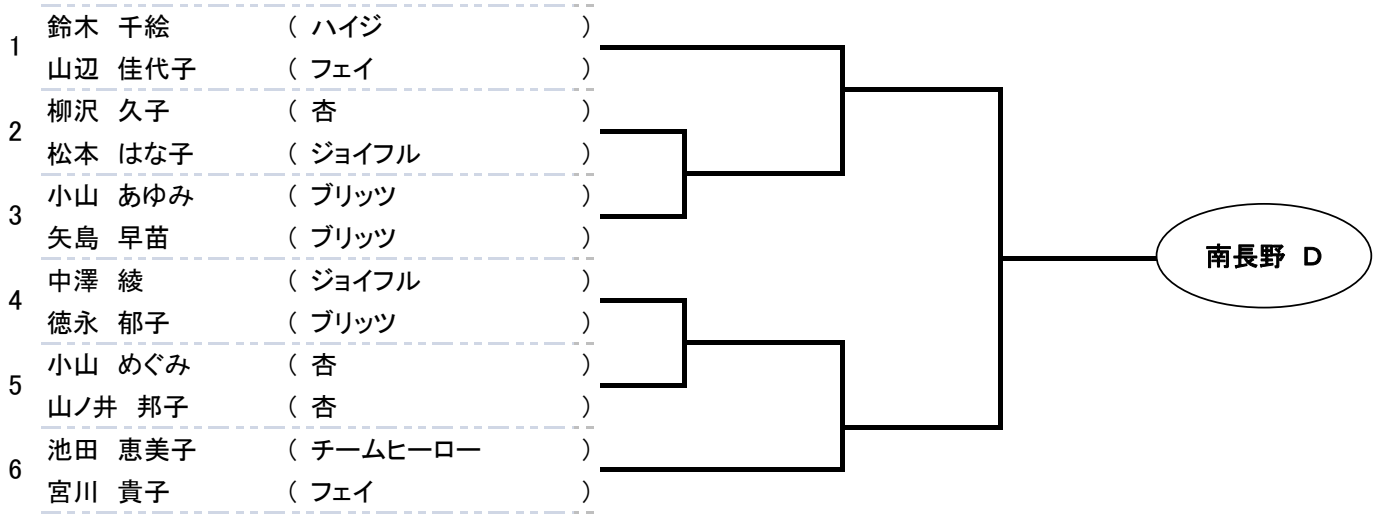 鈴木 千絵 ( ハイジ )
1
山辺 佳代子 ( フェイ )
柳沢 久子 ( 杏 )
2
松本 はな子 ( ジョイフル )
小山 あゆみ ( ブリッツ )
3
矢島 早苗 ( ブリッツ )
中澤 綾 ( ジョイフル )
4
徳永 郁子 ( ブリッツ )
小山 めぐみ ( 杏 )
5
山ノ井 邦子 ( 杏 )
池田 恵美子 ( チームヒーロー )
6
宮川 貴子 ( フェイ )
南長野 D